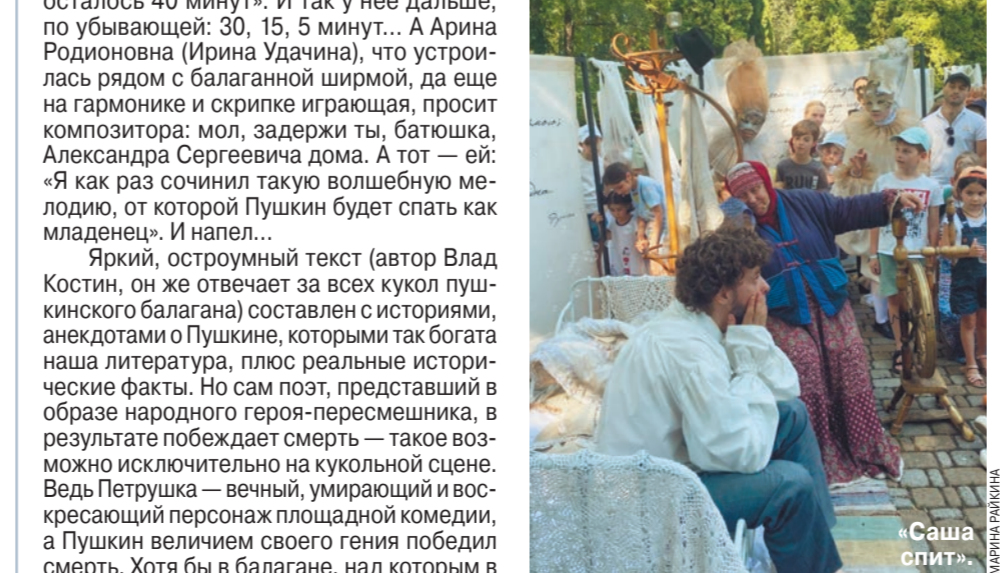 осталось 40 минут». И так у нее дальше,
по убывающей: 30, 15, 5 минут... А Арина
Родионовна (Ирина Удачина), что устрои-
лась рядом с балаганной ширмой, да еще
на гармонике и скрипке играющая, просит
композитора: мол, задержи ты, батюшка,
Александра Сергеевича дома. А тот — ей:
«Я как раз сочинил такую волшебную ме-
лодию, от которой Пушкин будет спать как
младенец». И напел...
Яркий, остроумный текст (автор Влад
Костин, он же отвечает за всех кукол пуш-
кинского балагана) составлен с историями,
анекдотами о Пушкине, которыми так богата
наша литература, плюс реальные истори-
ческие факты. Но сам поэт, представший в
образе народного героя-пересмешника, в
результате побеждает смерть — такое воз-
можно исключительно на кукольной сцене.
Ведь Петрушка — вечный, умирающий и вос-
кресающий персонаж площадной комедии,
а Пушкин величием своего гения победил
смерть. Хотя бы в балагане, над которым в
«Саша
спит».
МАРИНА РАЙКИНА